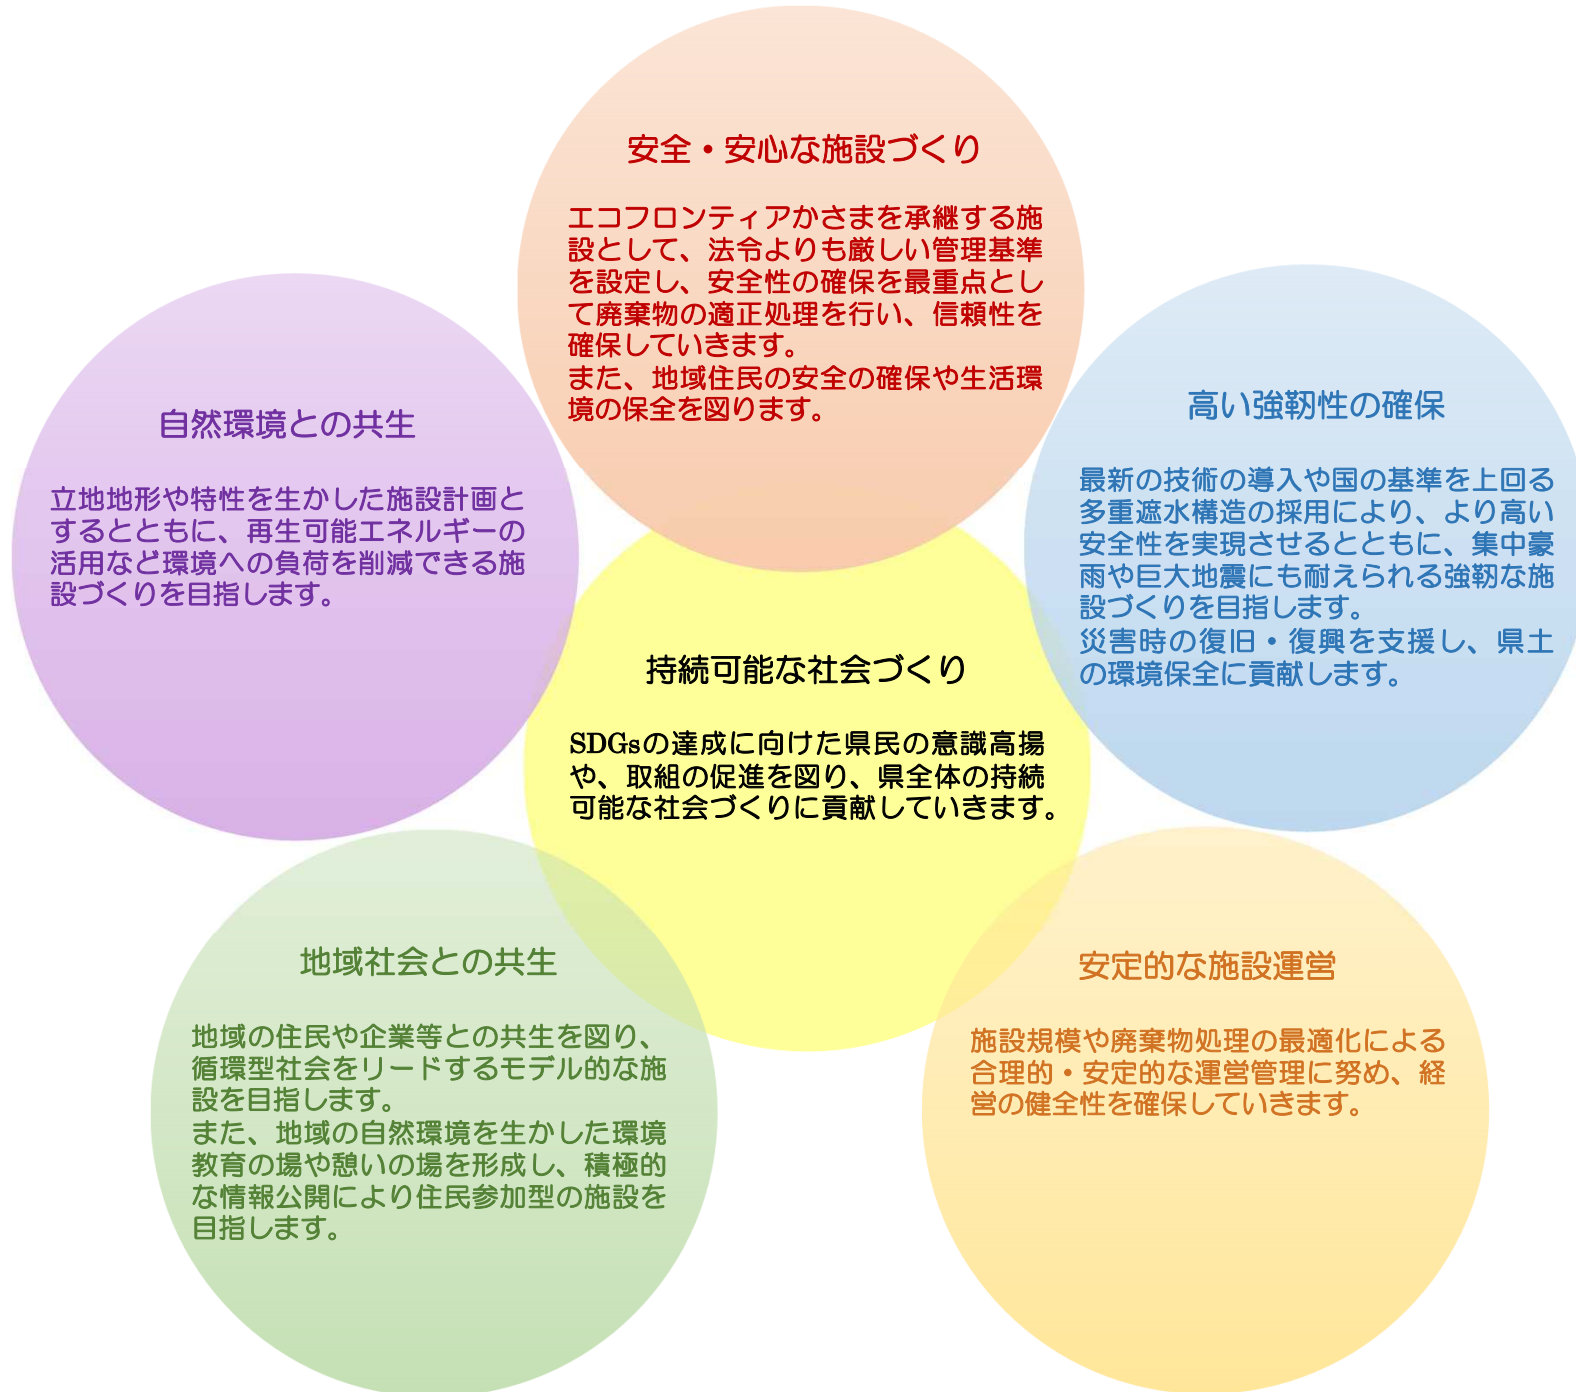 安全・安心な施設づくり
エコフロンティアかさまを承継する施
設として、法令よりも厳しい管理基準
を設定し、安全性の確保を最重点とし
て廃棄物の適正処理を行い、信頼性を
確保していきます。
また、地域住民の安全の確保や生活環
境の保全を図ります。
自然環境との共生
立地地形や特性を生かした施設計画と
するとともに、再生可能エネルギーの
活用など環境への負荷を削減できる施
設づくりを目指します。
高い強靭性の確保
最新の技術の導入や国の基準を上回る
多重遮水構造の採用により、より高い
安全性を実現させるとともに、集中豪
雨や巨大地震にも耐えられる強靭な施
設づくりを目指します。
災害時の復旧・復興を支援し、県土
の環境保全に貢献します。
持続可能な社会づくり
SDGsの達成に向けた県民の意識高揚
や、取組の促進を図り、県全体の持続
可能な社会づくりに貢献していきます。
地域社会との共生
地域の住民や企業等との共生を図り、
循環型社会をリードするモデル的な施
設を目指します。
また、地域の自然環境を生かした環境
教育の場や憩いの場を形成し、積極的
な情報公開により住民参加型の施設を
目指します。
安定的な施設運営
施設規模や廃棄物処理の最適化による
合理的・安定的な運営管理に努め、経
営の健全性を確保していきます。